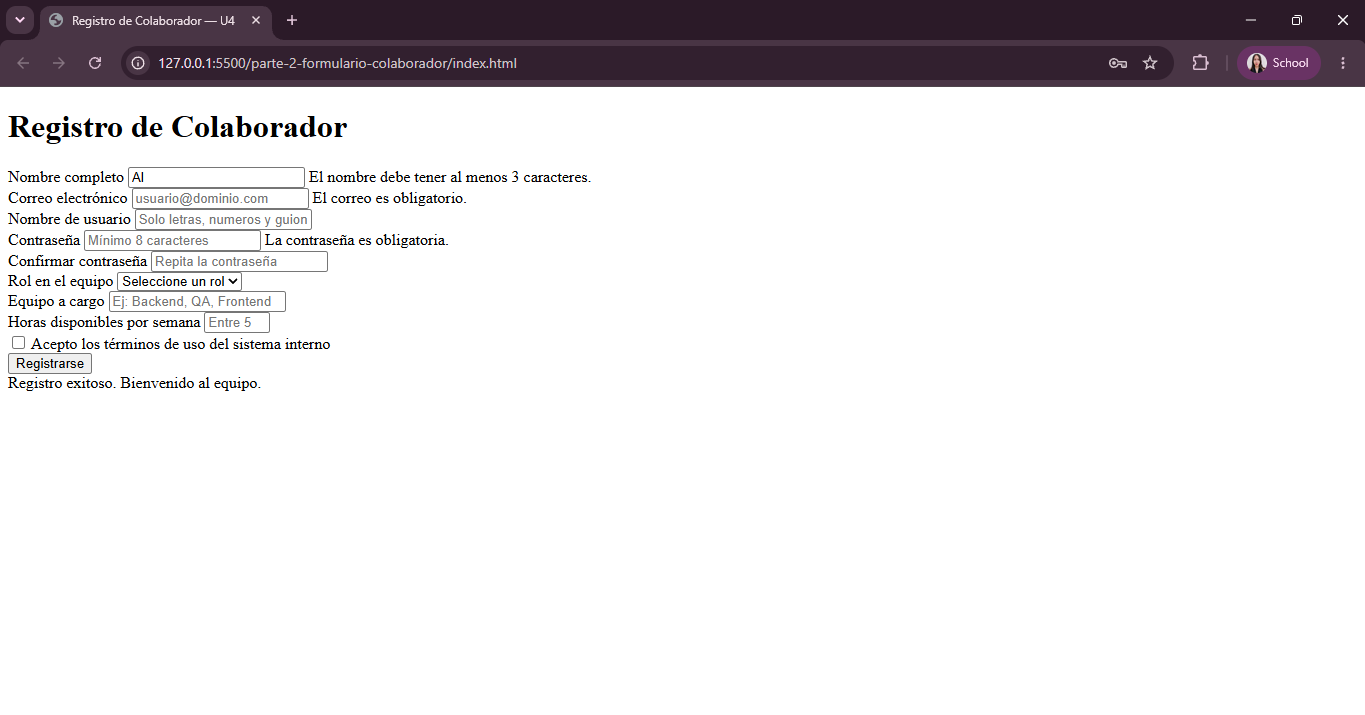 Registro de Colaborador — U4
127.0.0.1:5500/parte-2-formulario-colaborador/index.html
School
Registro de Colaborador
Nombre completo Al El nombre debe tener al menos 3 caracteres.
Correo electrónico usuario@dominio.com El correo es obligatorio.
Nombre de usuario Solo letras, numeros y guion
Contraseña Mínimo 8 caracteres La contraseña es obligatoria.
Confirmar contraseña Repita la contraseña
Rol en el equipo Seleccione un rol
Equipo a cargo Ej: Backend, QA, Frontend
Horas disponibles por semana Entre 5
Acepto los términos de uso del sistema interno
Registrarse
Registro exitoso. Bienvenido al equipo.